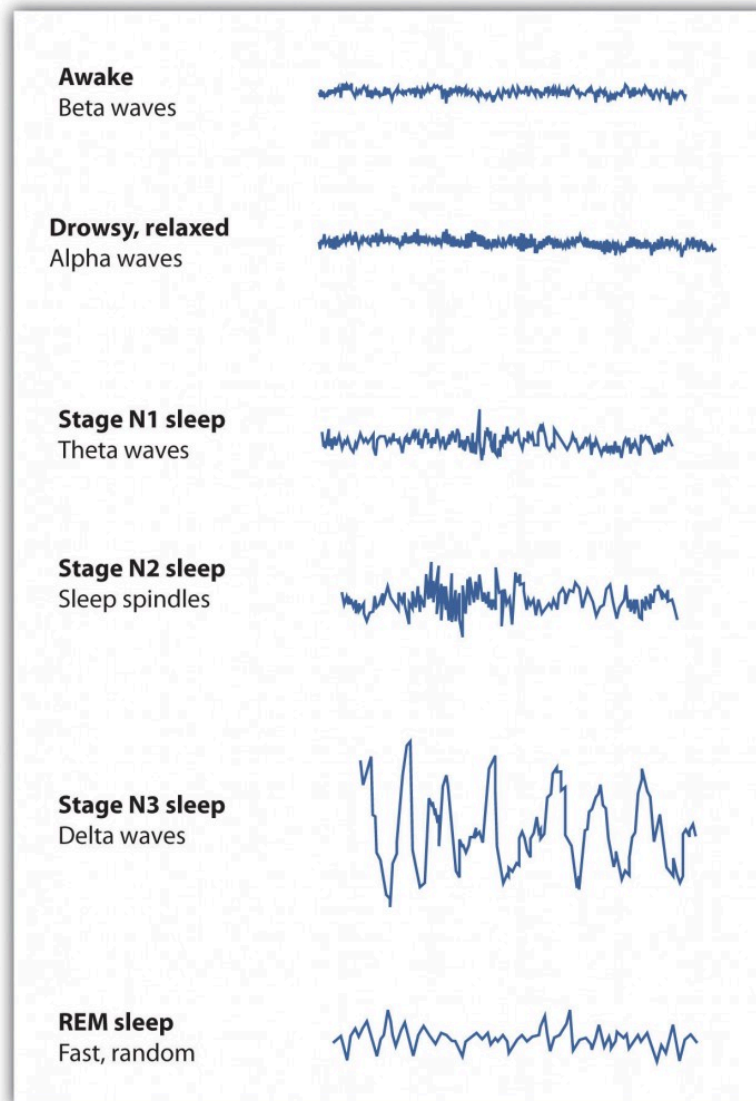 Awake
Beta waves
Drowsy, relaxed
Alpha waves
Stage N1 sleep
Theta waves
Stage N2 sleep
Sleep spindles
Stage N3 sleep
Delta waves
REM sleep
Fast, random